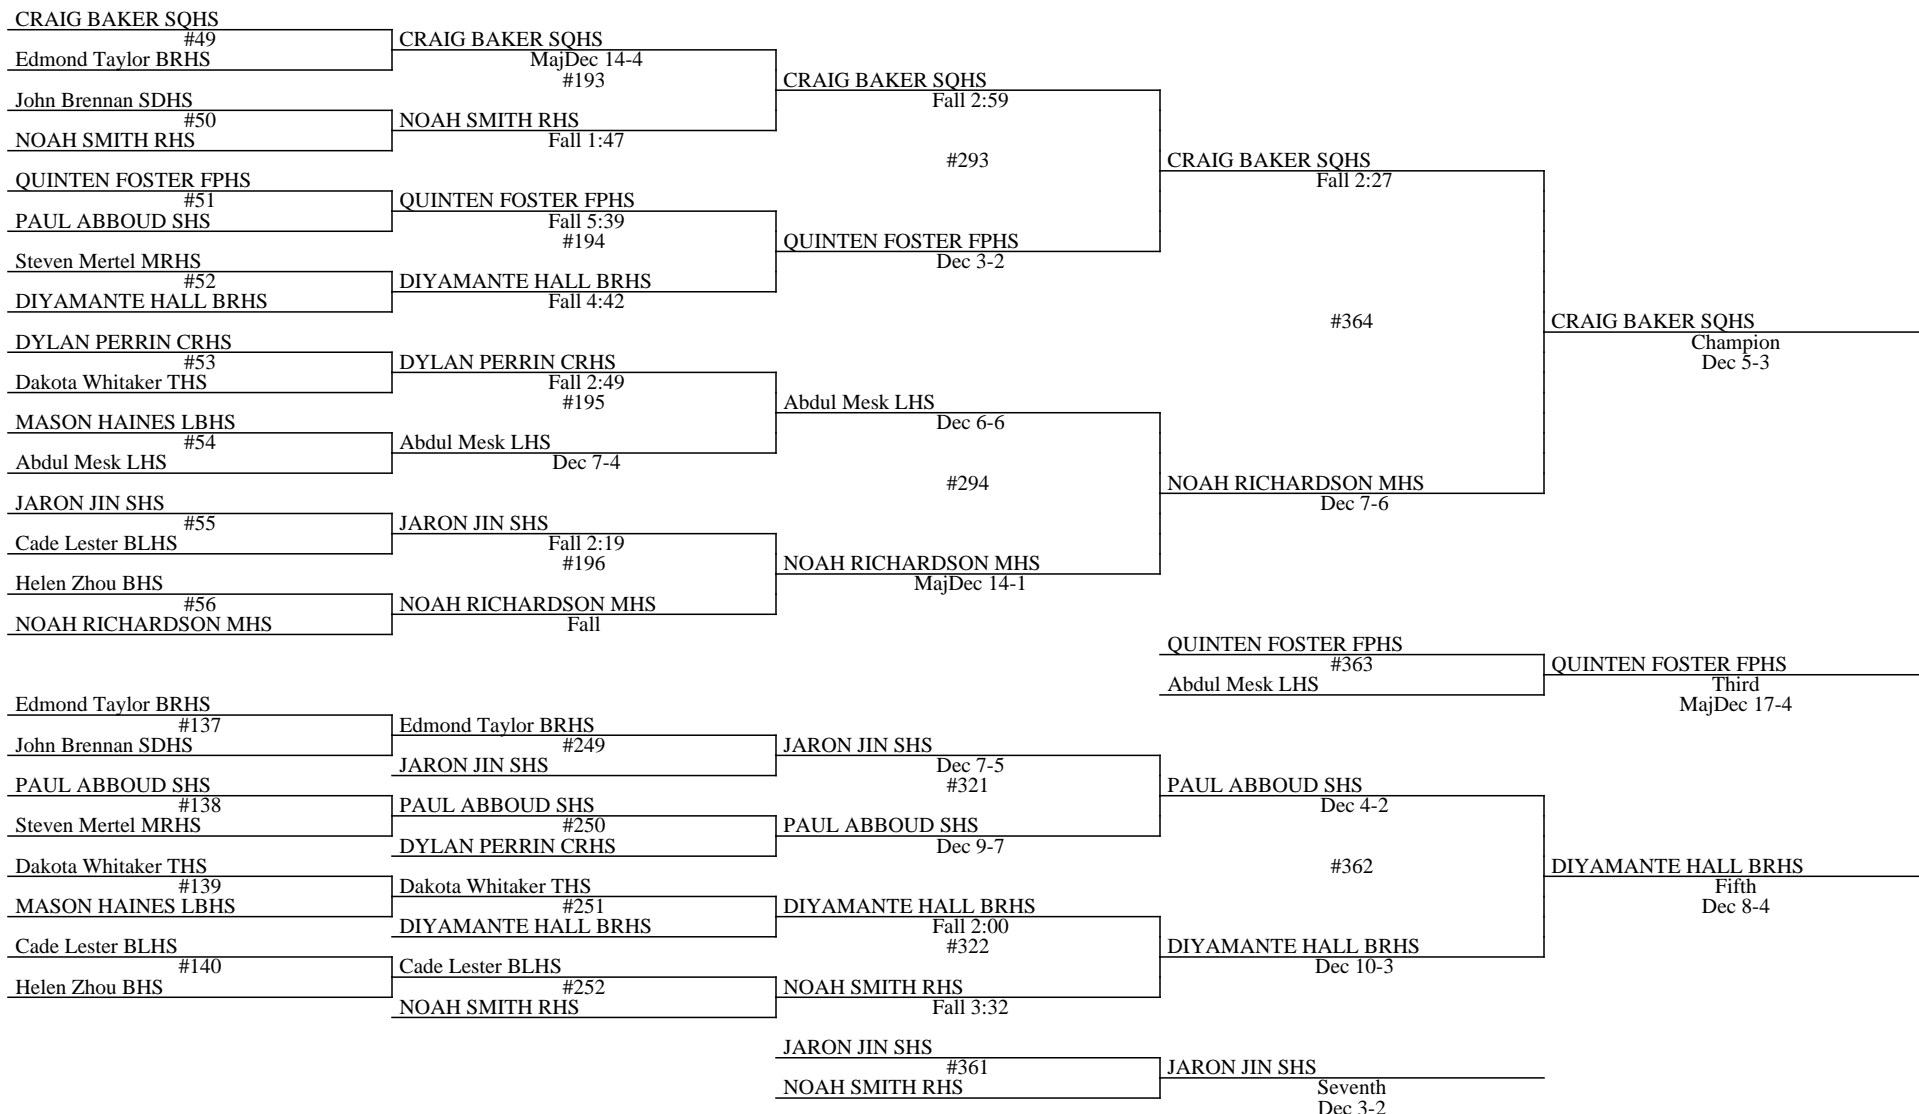 CRAIG BAKER SQHS
#49
Edmond Taylor BRHS
CRAIG BAKER SQHS
MajDec 14-4
#193
John Brennan SDHS
#50
NOAH SMITH RHS
NOAH SMITH RHS
Fall 1:47
CRAIG BAKER SQHS
Fall 2:59
#293
QUINTEN FOSTER FPHS
#51
PAUL ABBOUD SHS
QUINTEN FOSTER FPHS
Fall 5:39
#194
Steven Mertel MRHS
#52
DIYAMANTE HALL BRHS
DIYAMANTE HALL BRHS
Fall 4:42
QUINTEN FOSTER FPHS
Dec 3-2
CRAIG BAKER SQHS
Fall 2:27
#364
DYLAN PERRIN CRHS
#53
Dakota Whitaker THS
DYLAN PERRIN CRHS
Fall 2:49
#195
MASON HAINES LBHS
#54
Abdul Mesk LHS
Abdul Mesk LHS
Dec 7-4
Abdul Mesk LHS
Dec 6-6
#294
JARON JIN SHS
#55
Cade Lester BLHS
JARON JIN SHS
Fall 2:19
#196
Helen Zhou BHS
#56
NOAH RICHARDSON MHS
NOAH RICHARDSON MHS
Fall
NOAH RICHARDSON MHS
MajDec 14-1
NOAH RICHARDSON MHS
Dec 7-6
CRAIG BAKER SQHS
Champion
Dec 5-3
QUINTEN FOSTER FPHS
#363
Abdul Mesk LHS
QUINTEN FOSTER FPHS
Third
MajDec 17-4
Edmond Taylor BRHS
#137
John Brennan SDHS
Edmond Taylor BRHS
#249
JARON JIN SHS
JARON JIN SHS
Dec 7-5
#321
PAUL ABBOUD SHS
#138
Steven Mertel MRHS
PAUL ABBOUD SHS
#250
DYLAN PERRIN CRHS
PAUL ABBOUD SHS
Dec 9-7
PAUL ABBOUD SHS
Dec 4-2
#362
Dakota Whitaker THS
#139
MASON HAINES LBHS
Dakota Whitaker THS
#251
DIYAMANTE HALL BRHS
DIYAMANTE HALL BRHS
Fall 2:00
#322
Cade Lester BLHS
#140
Helen Zhou BHS
Cade Lester BLHS
#252
NOAH SMITH RHS
NOAH SMITH RHS
Fall 3:32
DIYAMANTE HALL BRHS
Dec 10-3
DIYAMANTE HALL BRHS
Fifth
Dec 8-4
JARON JIN SHS
#361
NOAH SMITH RHS
JARON JIN SHS
Seventh
Dec 3-2